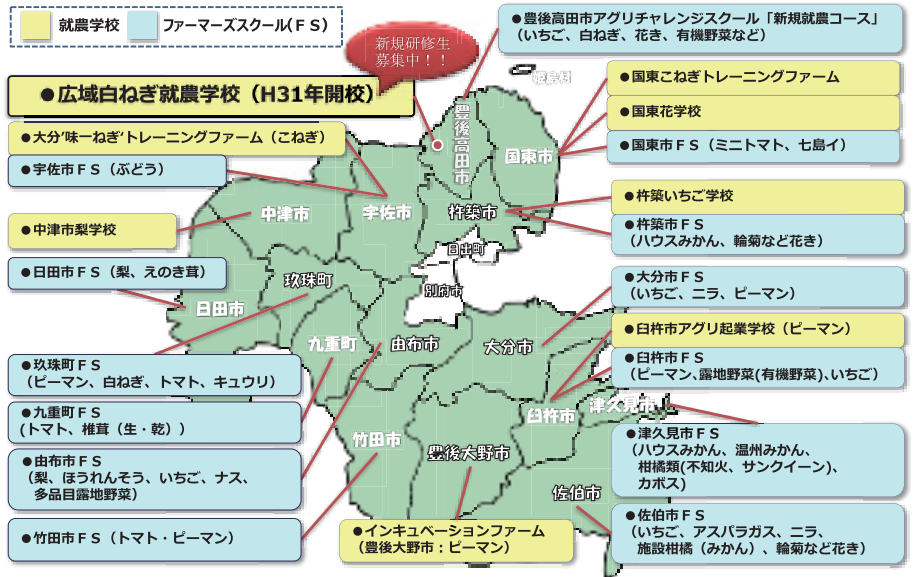 就農学校
ファーマーズスクール(FS)
新規研修生
募集中!!
●広域白ねぎ就農学校(H31年開校)
●大分’味一ねぎ‘トレーニングファーム(こねぎ)
●宇佐市FS(ぶどう)
●中津市梨学校
●日田市FS(梨、えのき茸)
●玖珠町FS
(ピーマン、白ねぎ、トマト、キュウリ)
●九重町FS
(トマト、椎茸(生・乾))
●由布市FS
(梨、ほうれんそう、いちご、ナス、
多品目露地野菜)
●竹田市FS(トマト・ピーマン)
●インキュベーションファーム
(豊後大野市:ピーマン)
●豊後高田市アグリチャレンジスクール「新規就農コース」
(いちご、白ねぎ、花き、有機野菜など)
●国東こねぎトレーニングファーム
●国東花学校
●国東市FS(ミニトマト、七島イ)
●杵築いちご学校
●杵築市FS
(ハウスみかん、輪菊など花き)
●大分市FS
(いちご、ニラ、ピーマン)
●臼杵市アグリ起業学校(ピーマン)
●臼杵市FS
(ピーマン、露地野菜(有機野菜)、いちご)
●津久見市FS
(ハウスみかん、温州みかん、
柑橘類(不知火、サンクイーン)、
カボス)
●佐伯市FS
(いちご、アスパラガス、ニラ、
施設柑橘(みかん)、輪菊など花き)
姫島村
豊後高田市
国東市
中津市
宇佐市
杵築市
日出町
玖珠町
別府市
日田市
九重町
由布市
大分市
臼杵市
津久見市
竹田市
豊後大野市
佐伯市